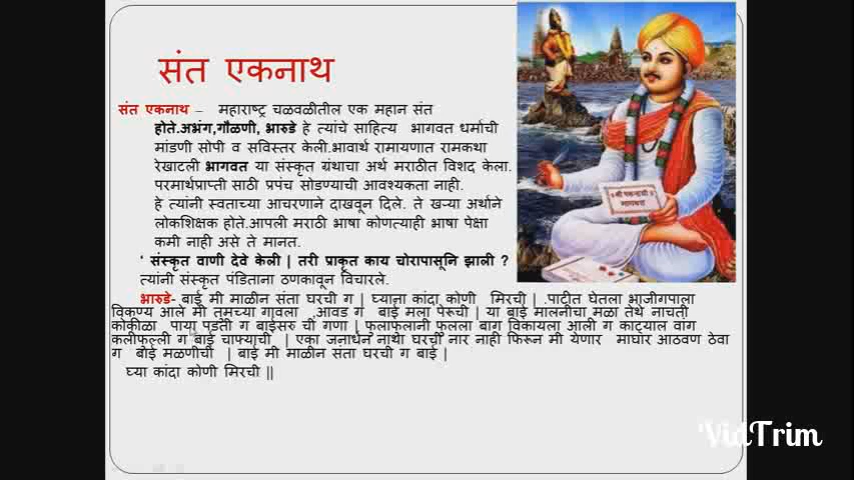 संत एकनाथ
संत एकनाथ – महाराष्ट्र चळवळीतील एक महान संत
होते.अभंग,गौळणी, भारुडे हे त्यांचे साहित्य भागवत धर्माची
मांडणी सोपी व सविस्तर केली.भावार्थ रामायणात रामकथा
रेखाटली भागवत या संस्कृत ग्रंथाचा अर्थ मराठीत विशद केला.
परमार्थप्राप्ती साठी प्रपंच सोडण्याची आवश्यकता नाही.
हे त्यांनी स्वताच्या आचरणाने दाखवून दिले. ते खऱ्या अर्थाने
लोकशिक्षक होते.आपली मराठी भाषा कोणत्याही भाषा पेक्षा
कमी नाही असे ते मानत.
' संस्कृत वाणी देवे केली | तरी प्राकृत काय चोरापासूनि झाली ?
त्यांनी संस्कृत पंडिताना ठणकावून विचारले.
भारुडे- बाई मी माळीन संता घरची ग | घ्याना कांदा कोणी मिरची | .पाटीत घेतला भाजीगपाला
विकण्य आले मी तुमच्या गावला आवड ग बाई मला पेरूची | या बाई मालनीचा मळा तेथे नाचती
कोकीळा पाया पडती ग बाईसरु ची गणा | फुलाफुलानी फुलला बाग विकायला आली ग काट्याल वांग
कलीफुल्ली ग बाई चाफ्याची | एका जनार्धन नाथा घरची नार नाही फिरून मी येणार माघार आठवण ठेवा
ग बाई मळणीची | बाई मी माळीन संता घरची ग बाई |
घ्या कांदा कोणी मिरची ||
VidTrim